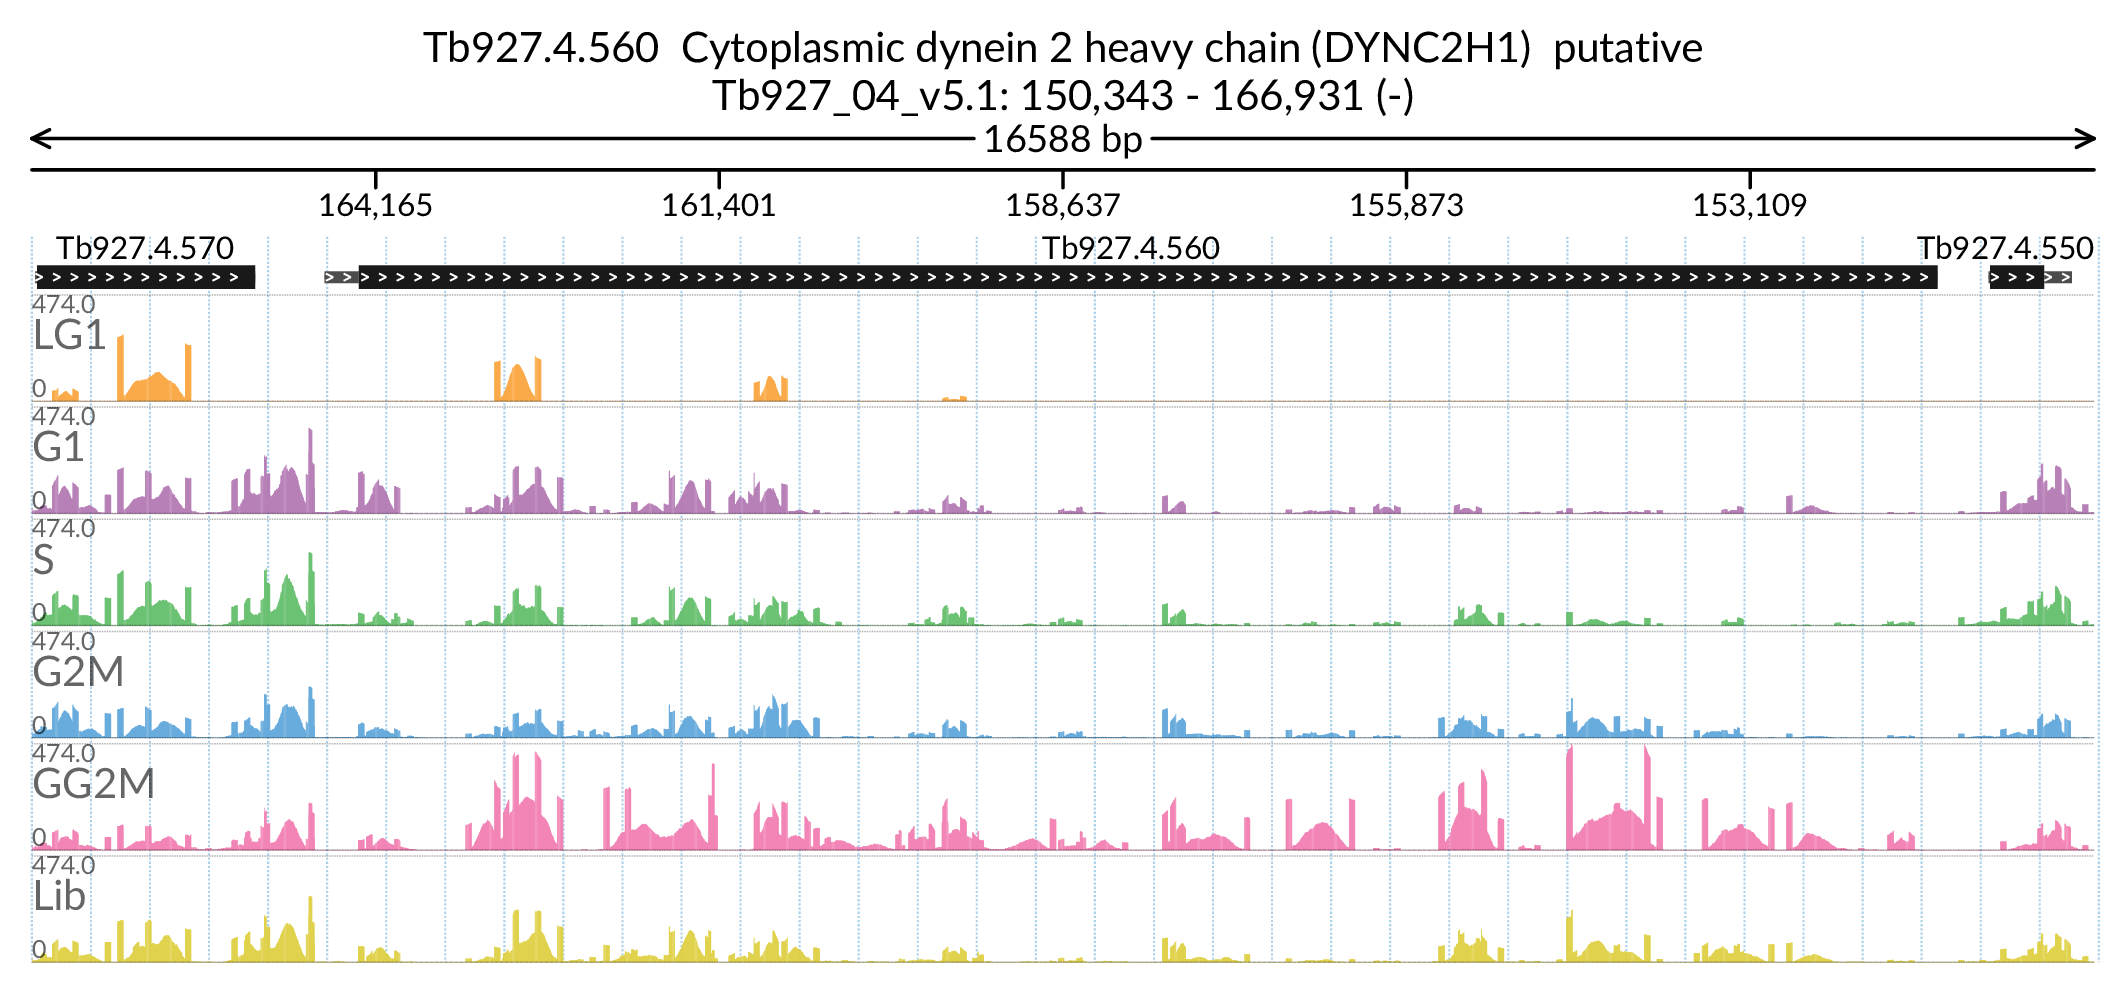 Tb927.4.560  Cytoplasmic dynein 2 heavy chain (DYNC2H1)  putative
Tb927_04_v5.1: 150,343 - 166,931 (-)
16588 bp
164,165 161,401 158,637 155,873 153,109
Tb927.4.570 Tb927.4.560 Tb927.4.550
474.0
LG1
0
474.0
G1
0
474.0
S
0
474.0
G2M
0
474.0
GG2M
0
474.0
Lib
0